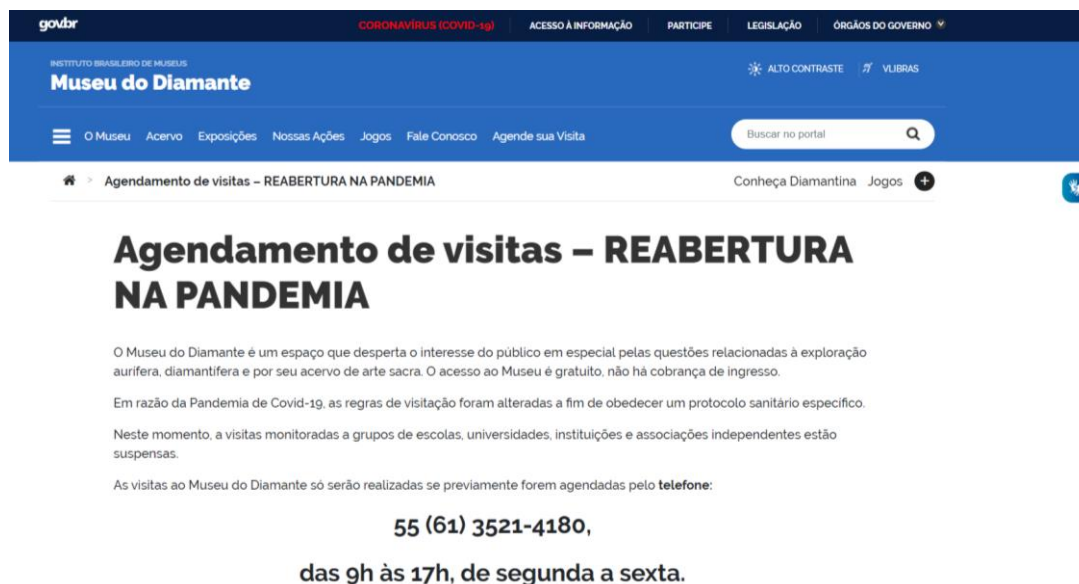 gov.br
CORONAVÍRUS (COVID-19) ACESSO À INFORMAÇÃO PARTICIPE LEGISLAÇÃO ÓRGÃOS DO GOVERNO
INSTITUTO BRASILEIRO DE MUSEUS
Museu do Diamante
ALTO CONTRASTE VLIBRAS
O Museu Acervo Exposições Nossas Ações Jogos Fale Conosco Agende sua Visita Buscar no portal
> Agendamento de visitas – REABERTURA NA PANDEMIA Conheça Diamantina Jogos
Agendamento de visitas – REABERTURA
NA PANDEMIA
O Museu do Diamante é um espaço que desperta o interesse do público em especial pelas questões relacionadas à exploração
aurífera, diamantífera e por seu acervo de arte sacra. O acesso ao Museu é gratuito, não há cobrança de ingresso.
Em razão da Pandemia de Covid-19, as regras de visitação foram alteradas a fim de obedecer um protocolo sanitário específico.
Neste momento, a visitas monitoradas a grupos de escolas, universidades, instituições e associações independentes estão
suspensas.
As visitas ao Museu do Diamante só serão realizadas se previamente forem agendadas pelo telefone:
55 (61) 3521-4180,
das 9h às 17h, de segunda a sexta.